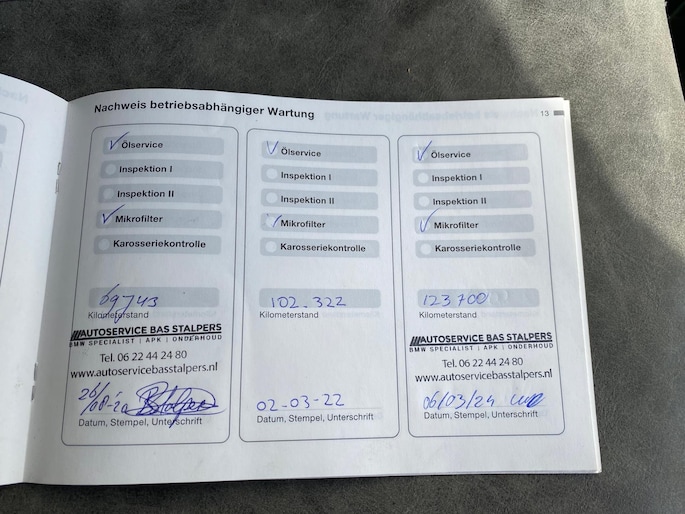 Nachweis betriebsabhängiger Wartung
13
Ölservice
Inspektion I
Inspektion II
Mikrofilter
Karosseriekontrolle
Kilometerstand
AUTOSERVICE BAS STALPERS
BMW SPECIALIST | APK | ONDERHOUD
Tel. 06 22 44 24 80
www.autoservicebasstalpers.nl
Datum, Stempel, Unterschrift
Ölservice
Inspektion I
Inspektion II
Mikrofilter
Karosseriekontrolle
102.322
Kilometerstand
02-03-22
Datum, Stempel, Unterschrift
Ölservice
Inspektion I
Inspektion II
Mikrofilter
Karosseriekontrolle
123700
Kilometerstand
AUTOSERVICE BAS STALPERS
BMW SPECIALIST | APK | ONDERHOUD
Tel. 06 22 44 24 80
www.autoservicebasstalpers.nl
06/03/24
Datum, Stempel, Unterschrift